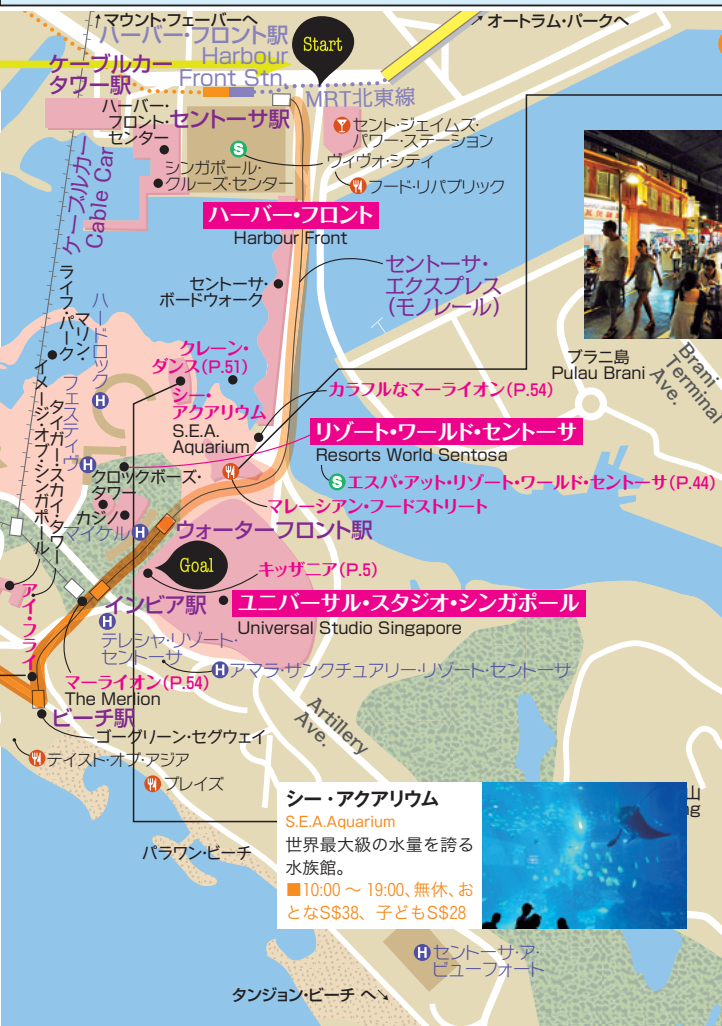 ↑マウント・フェーバーへ
↗オートラム・パークへ
ハーバー・フロント駅
Harbour
Front Stn.
Start
ケーブルカー
タワー駅
MRT北東線
ハーバー・
フロント・
センター
セントーサ駅
セント・ジェイムズ・
パワー・ステーション
S
ヴィヴォ・シティ
シンガポール・
クルーズ・センター
フード・リパブリック
ケーブルカー
Cable Car
ハーバー・フロント
Harbour Front
セントーサ・
エクスプレス
(モノレール)
セントーサ・
ボードウォーク
マリン・
ライフ・パーク
ハードロック
H
クレーン・
ダンス(P.51)
シー・
アクアリウム
S.E.A.
Aquarium
カラフルなマーライオン(P.54)
ブラニ島
Pulau Brani
Brani
Terminal
Ave.
リゾート・ワールド・セントーサ
Resorts World Sentosa
S エスパ・アット・リゾート・ワールド・セントーサ(P.44)
マレーシアン・フードストリート
フェスティヴ
H
イメージ・オブ・シンガポール
タイガースカイ・タワー
クロックボーズ・
タワー
カジノ
マイケル H
ウォーターフロント駅
Goal
キッザニア(P.5)
アイ・フライ
インビア駅
ユニバーサル・スタジオ・シンガポール
Universal Studio Singapore
H
テレシャ・リゾート・
セントーサ
H アマラ・サンクチュアリー・リゾート・セントーサ
マーライオン(P.54)
The Merlion
ビーチ駅
Artillery
Ave.
ゴーグリーン・セグウェイ
テイスト・オブ・アジア
ブレイズ
パラワン・ビーチ
シー・アクアリウム
S.E.A.Aquarium
世界最大級の水量を誇る
水族館。
■10:00 〜 19:00、無休、お
となS$38、子どもS$28
山
ng
H セントーサ・ア・
ビューフォート
タンジョン・ビーチ へ↘